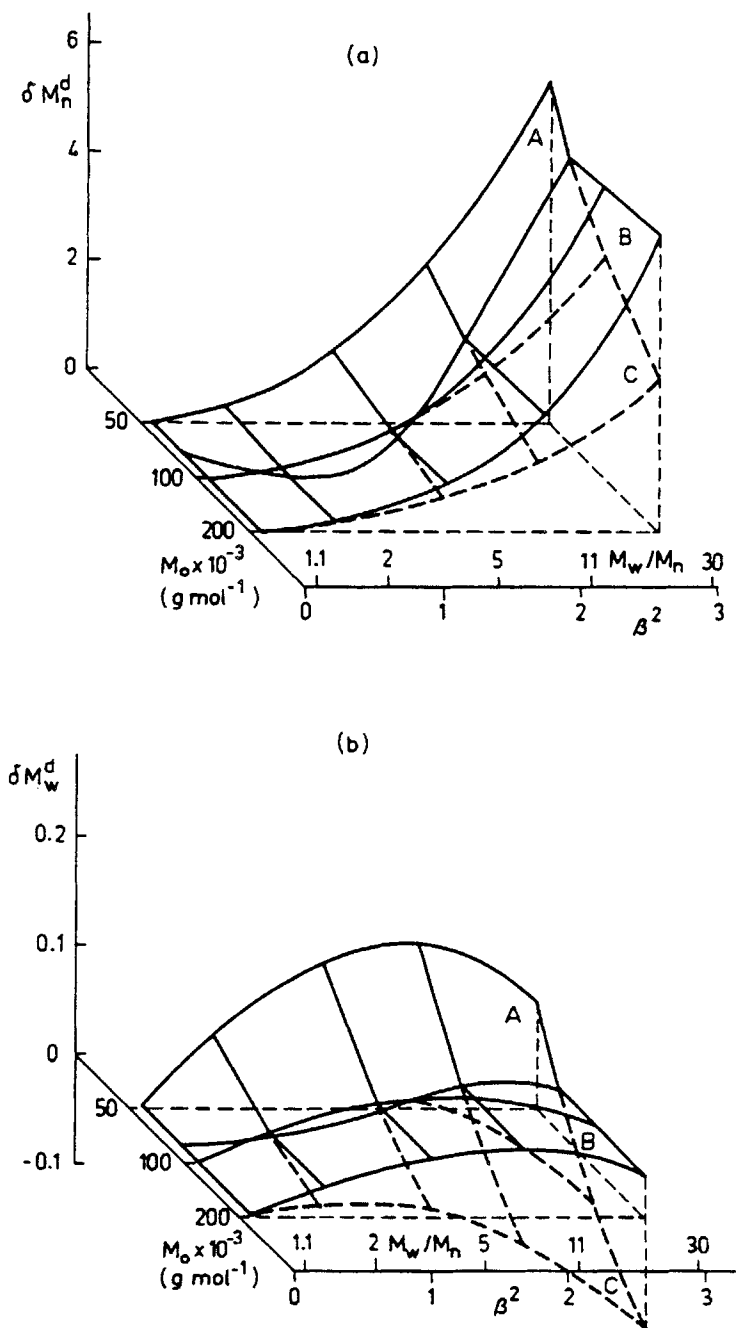 (a)
6
δ M_n^d
4
2
0
A
B
C
50
100
200
M_o x 10^-3
(g mol^-1)
1.1 2 5 11 M_w/M_n 30
0 1 2 3
β^2
(b)
δ M_w^d
0.2
0.1
0
-0.1
A
B
C
50
100
200
M_o x 10^-3
(g mol^-1)
1.1 2 M_w/M_n 5 11 30
0 1 β^2 2 3